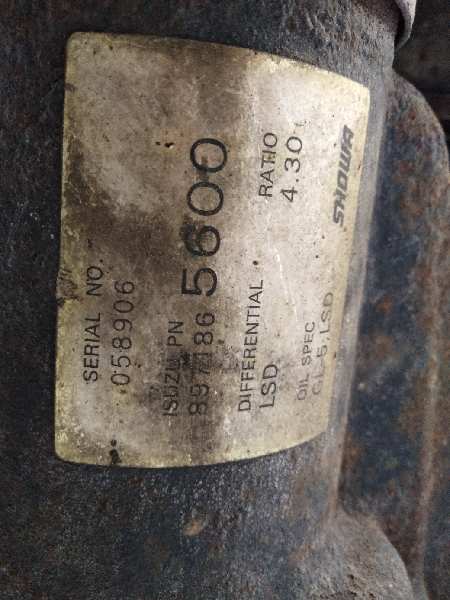 SERIAL NO.
058906
ISUZU PN
897186 5600
DIFFERENTIAL RATIO
LSD 4.30
OIL SPEC
GL-5;LSD
SHOWA